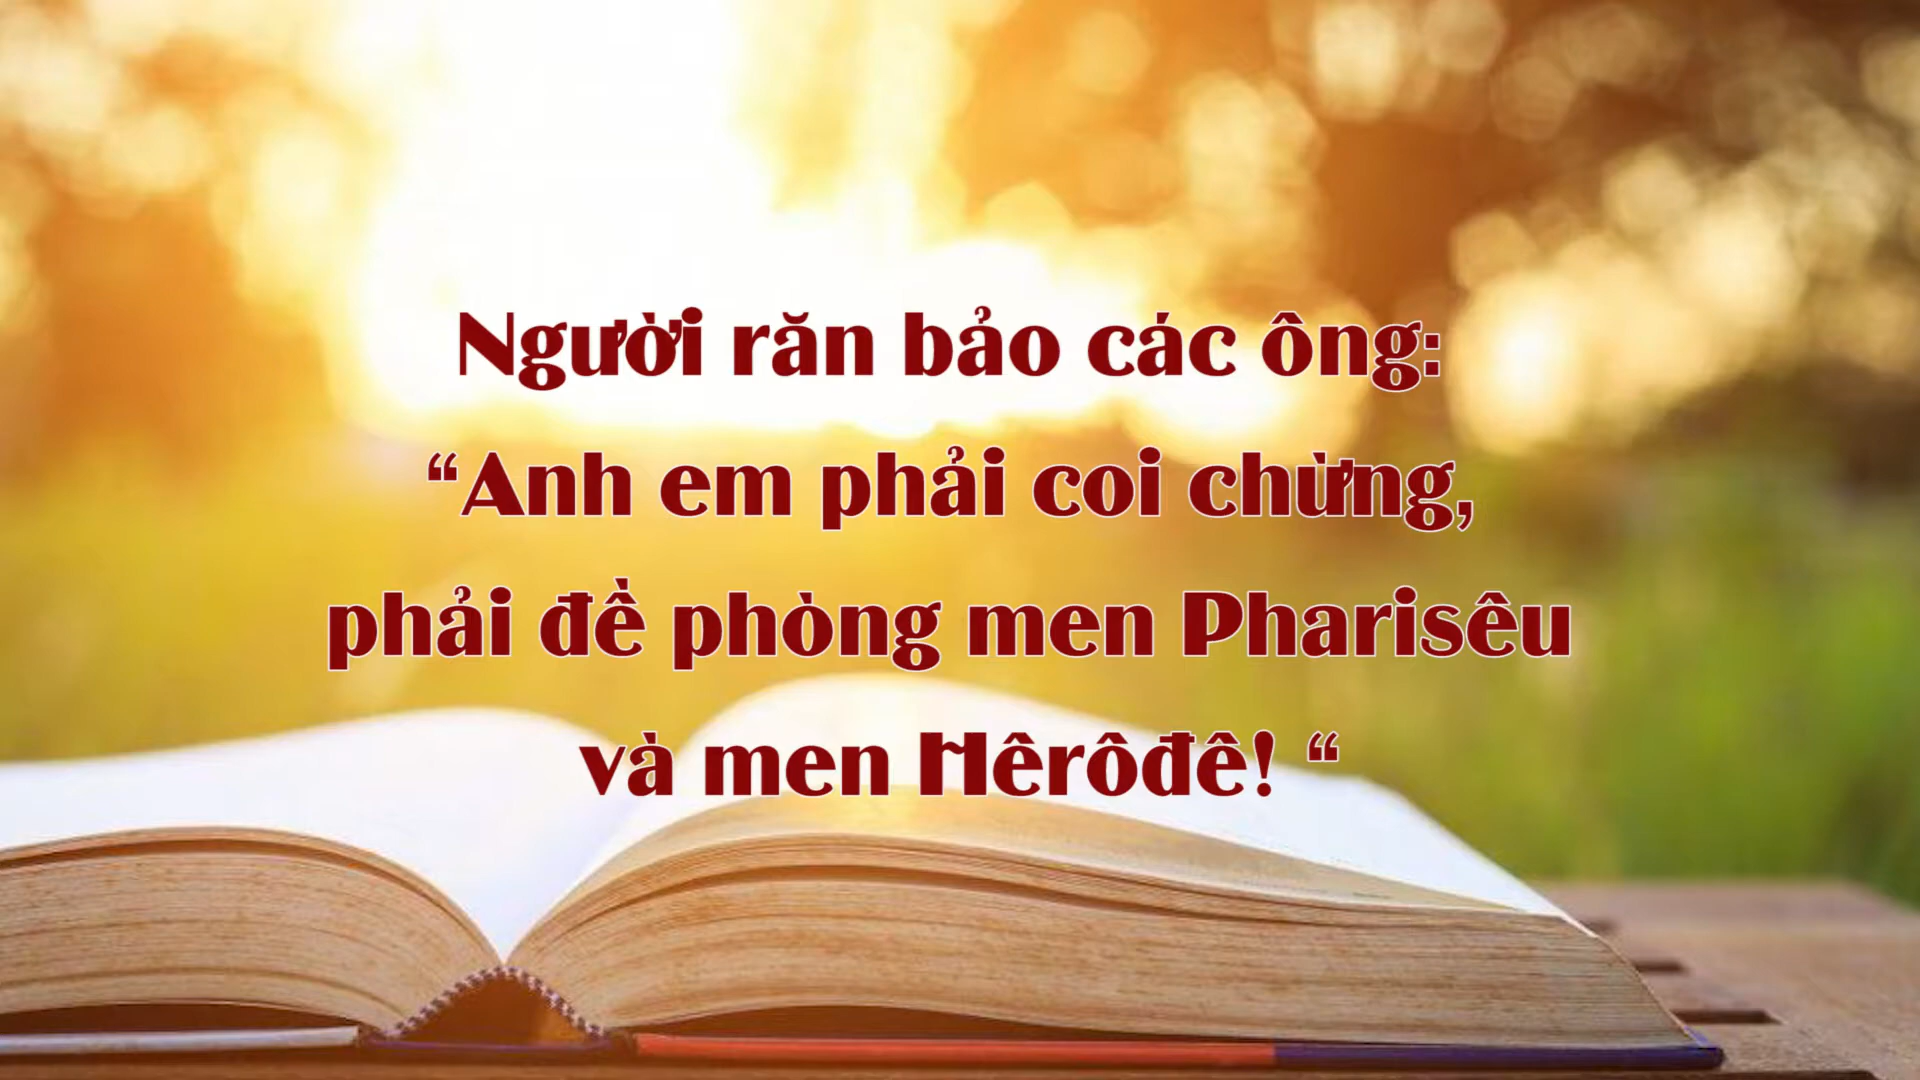 Người răn bảo các ông:
“Anh em phải coi chừng,
phải đề phòng men Pharisêu
và men Hêrôđê! “